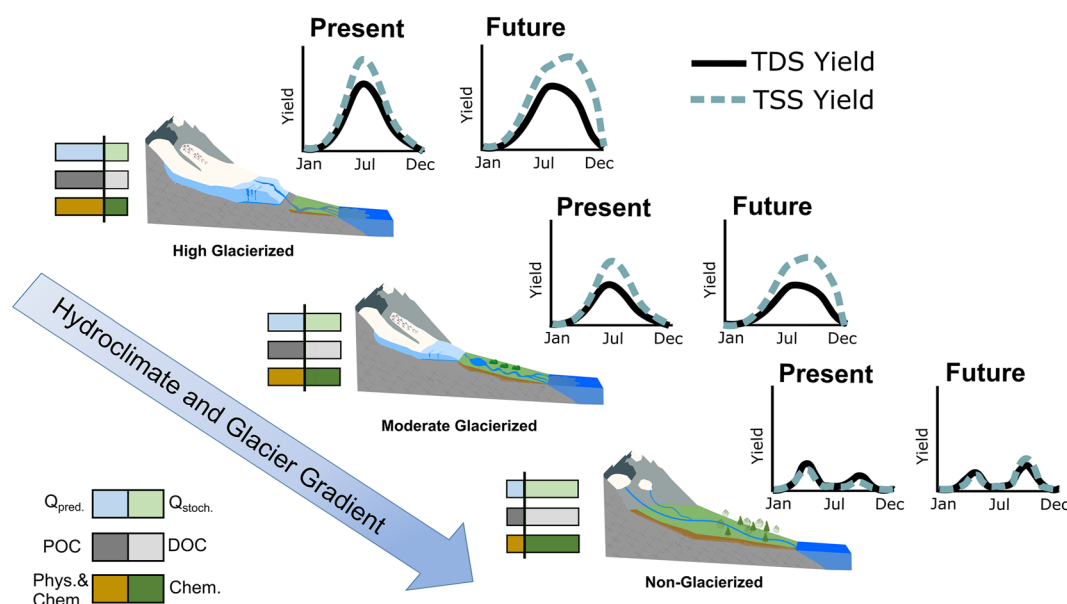 Present
Future
Yield
Jan
Jul
Dec
Yield
Jan
Jul
Dec
TDS Yield
TSS Yield
High Glacierized
Present
Future
Yield
Jan
Jul
Dec
Yield
Jan
Jul
Dec
Moderate Glacierized
Present
Future
Yield
Jan
Jul
Dec
Yield
Jan
Jul
Dec
Non-Glacierized
Hydroclimate and Glacier Gradient
Qpred.
Qstoch.
POC
DOC
Phys.&
Chem.
Chem.